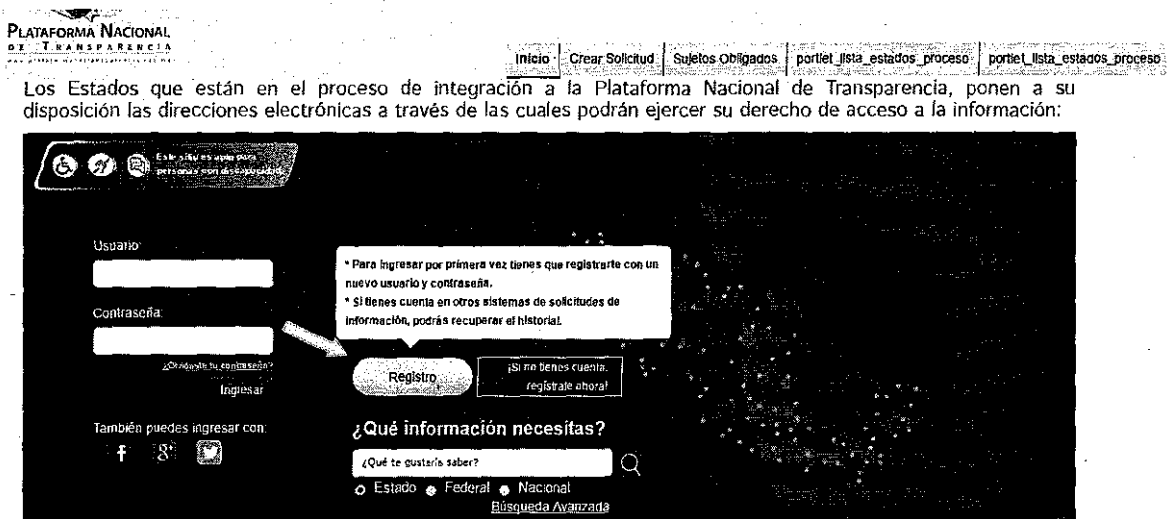 PLATAFORMA NACIONAL
DE TRANSPARENCIA
Inicio Crear Solicitud Sujetos Obligados portlet_lista_estados_proceso portlet_lista_estados_proceso
Los Estados que están en el proceso de integración a la Plataforma Nacional de Transparencia, ponen a su
disposición las direcciones electrónicas a través de las cuales podrán ejercer su derecho de acceso a la información:
Este sitio es apto para
personas con discapacidad
Usuario:
Contraseña:
¿Olvidaste tu contraseña?
Ingresar
También puedes ingresar con:
f g+
* Para ingresar por primera vez tienes que registrarte con un
nuevo usuario y contraseña.
* Si tienes cuenta en otros sistemas de solicitudes de
información, podrás recuperar el historial.
Registro
¡Si no tienes cuenta,
regístrate ahora!
¿Qué información necesitas?
¿Qué te gustaría saber?
Estado Federal Nacional
Búsqueda Avanzada